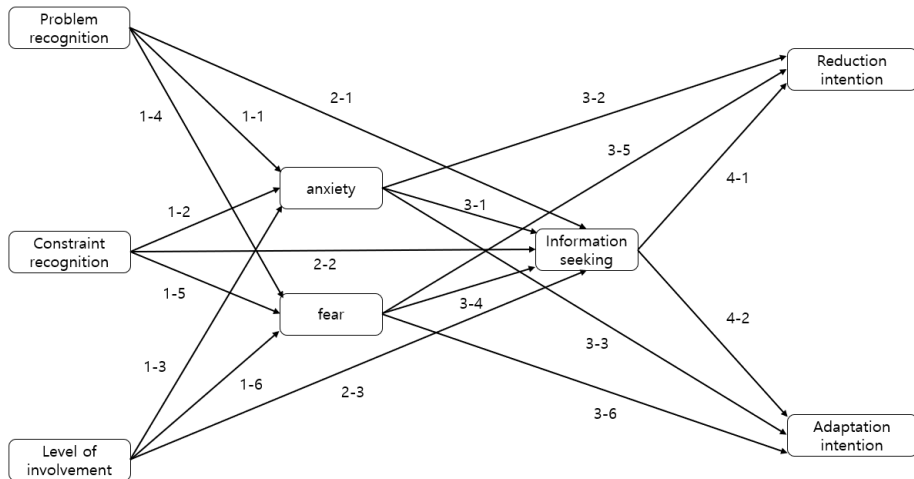 Problem
recognition
Reduction
intention
2-1
3-2
1-4
1-1
3-5
anxiety
4-1
3-1
1-2
Constraint
recognition
Information
seeking
2-2
1-5
3-4
fear
4-2
3-3
1-3
1-6
2-3
3-6
Level of
involvement
Adaptation
intention